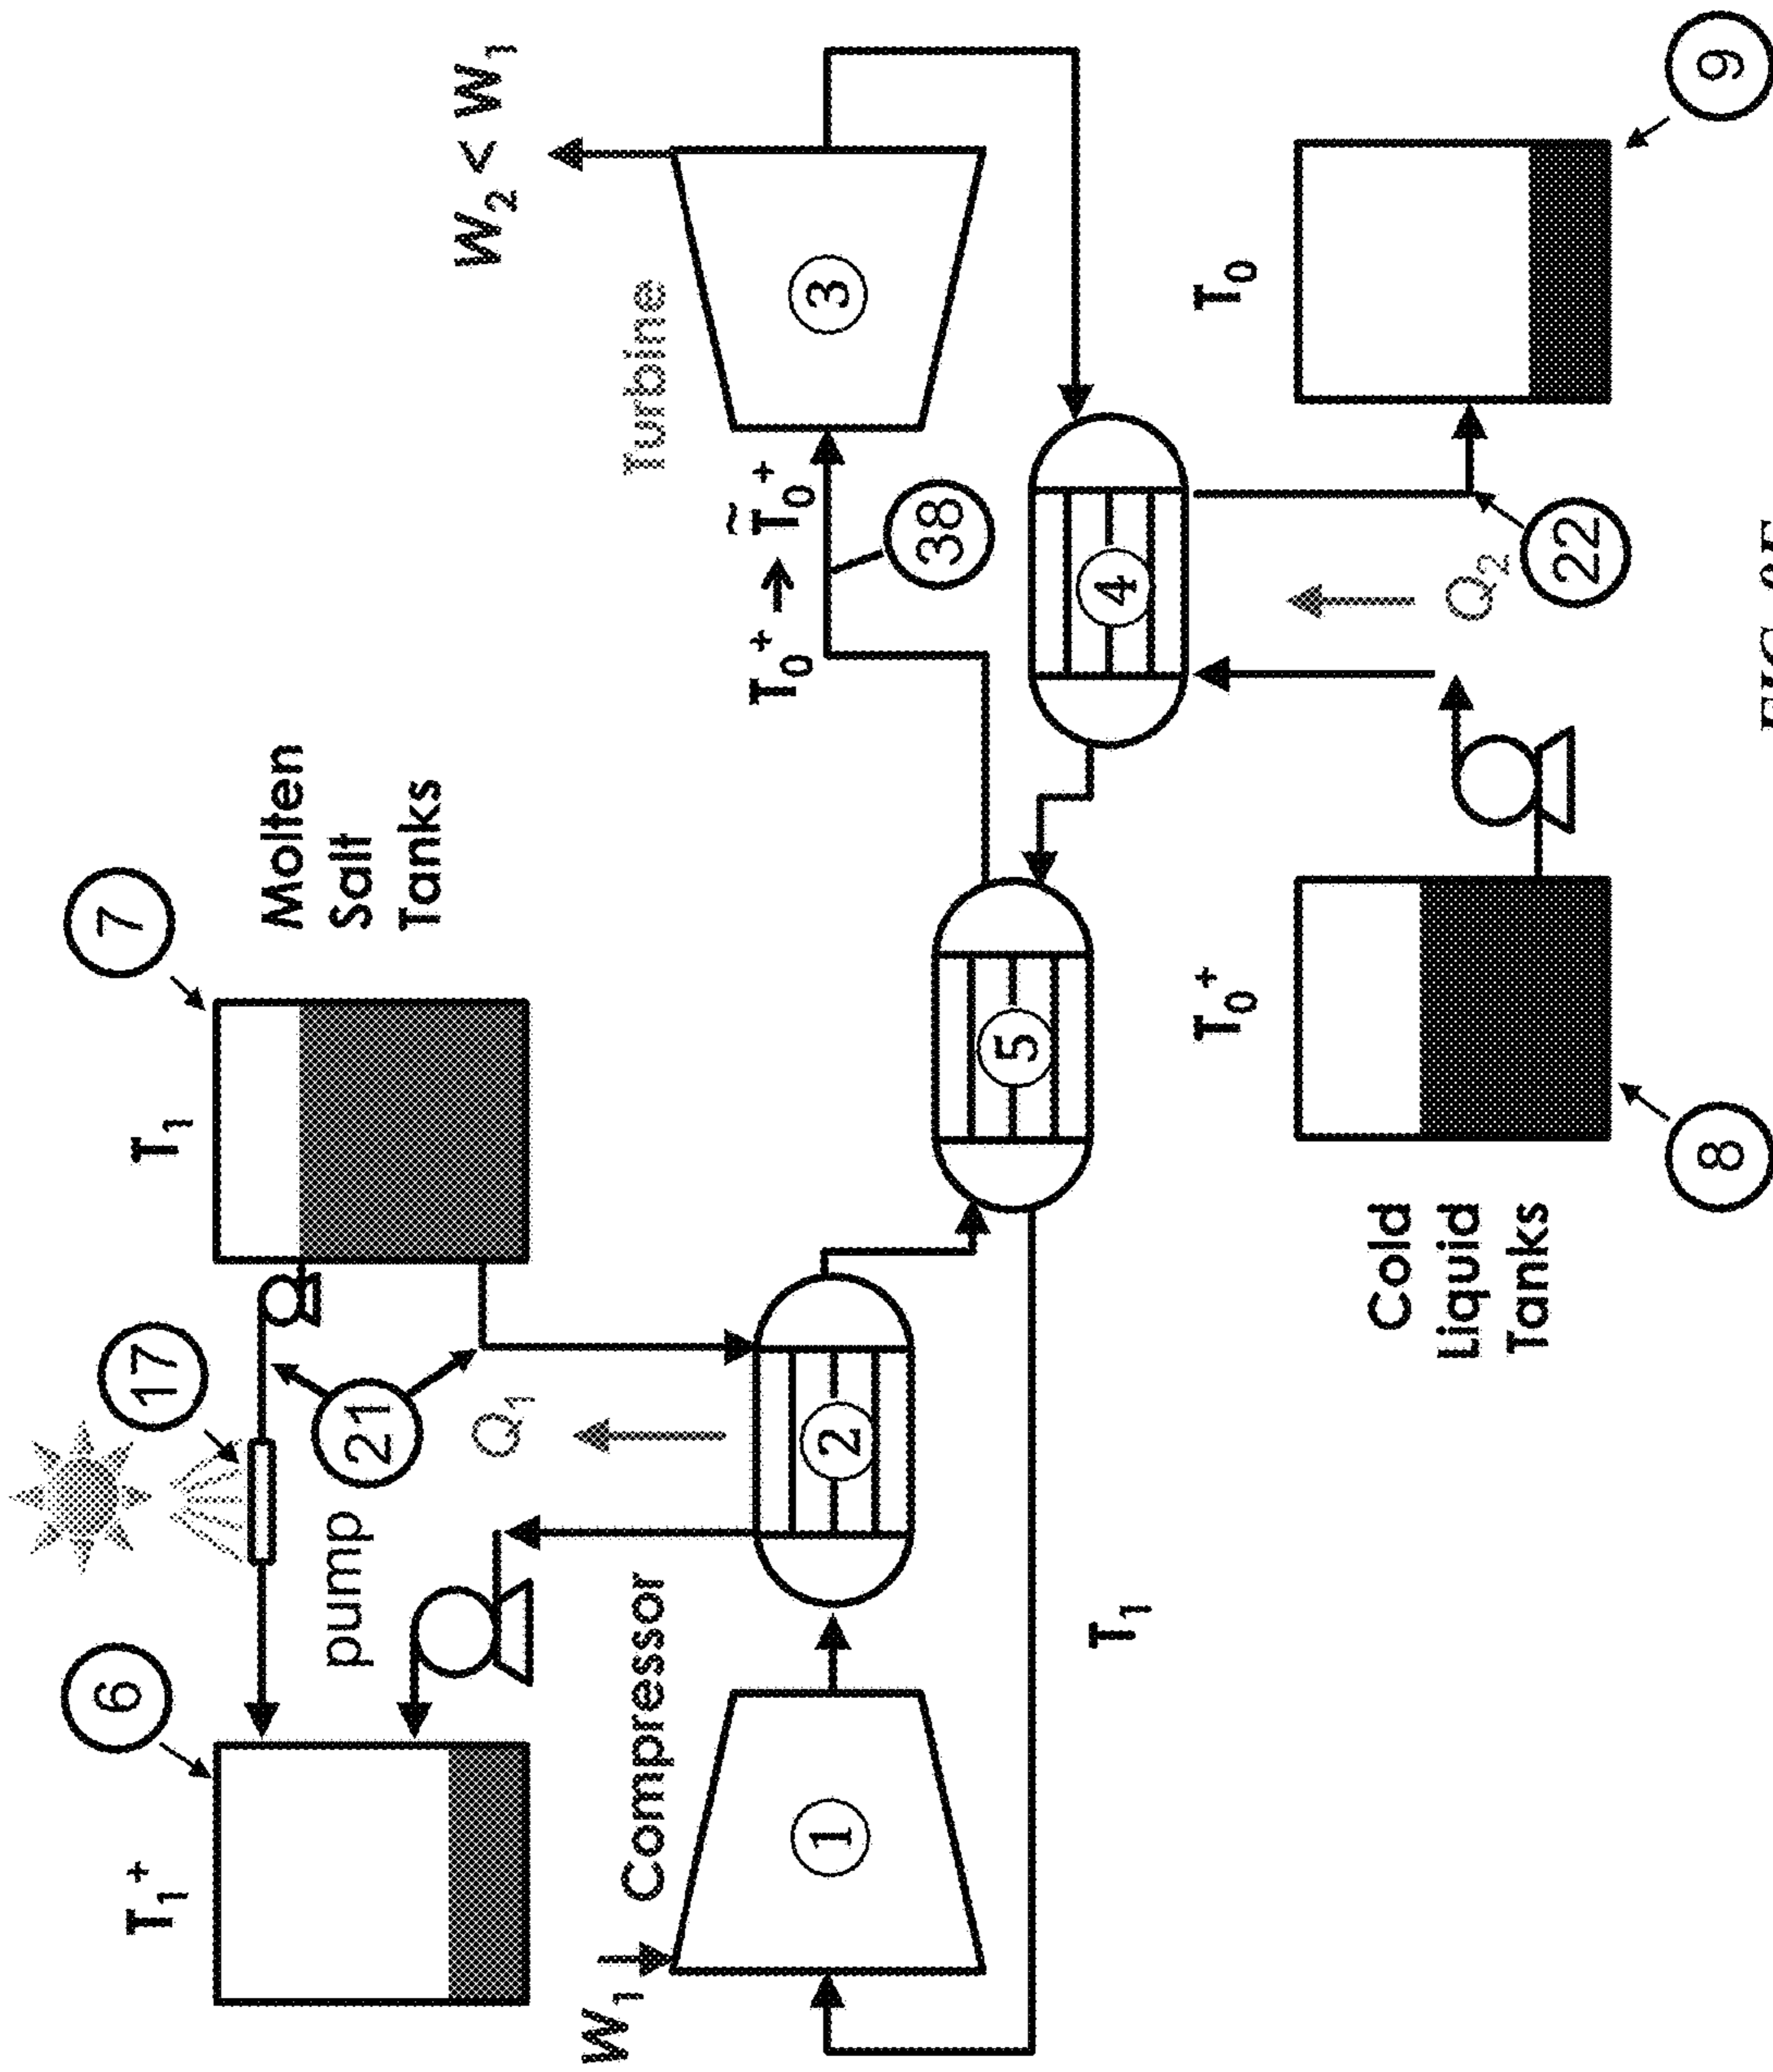 W₂ < W₁
Turbine
3
T₀⁺ → T̃₀⁺
38
4
Q₂
22
T₀
9
Molten
Salt
Tanks
7
T₁
17
21
Q₁
pump
6
T₁⁺
2
5
Compressor
W₁
1
T₁
T₀⁺
8
Cold
Liquid
Tanks